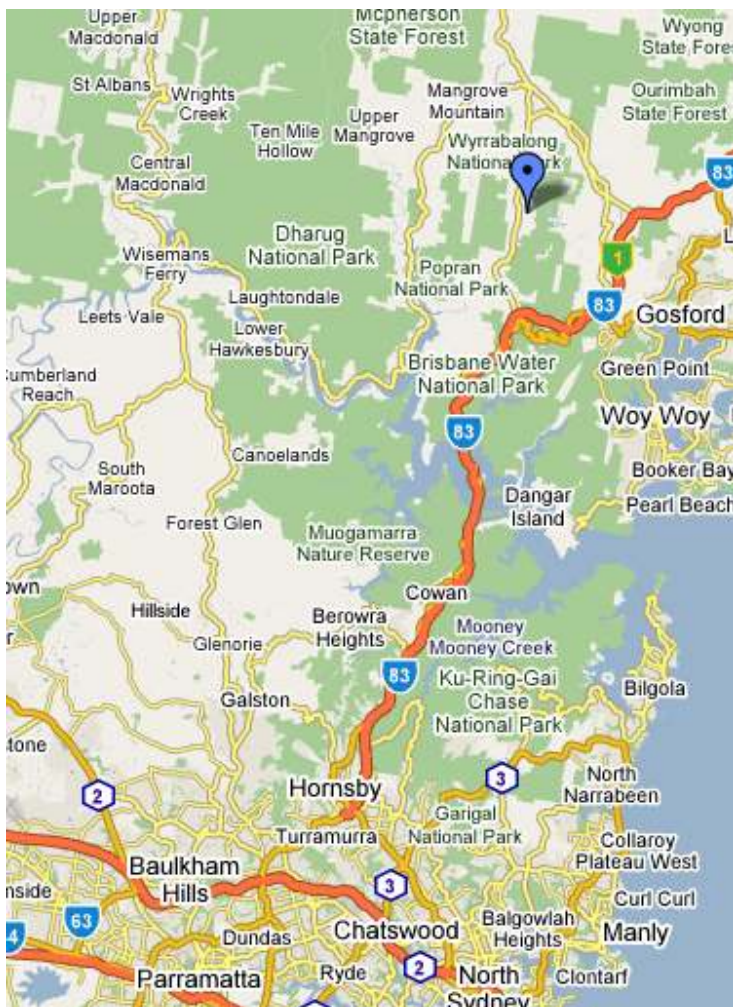 Upper
Macdonald
Mcpherson
State Forest
Wyong
State Fores
St Albans
Wrights
Creek
Mangrove
Mountain
Ourimbah
State Forest
Upper
Mangrove
Ten Mile
Hollow
Wyrrabalong
National Park
Central
Macdonald
83
Dharug
National Park
Wisemans
Ferry
1
Popran
National Park
Laughtondale
83
Gosford
Leets Vale
Lower
Hawkesbury
Brisbane Water
National Park
Green Point
Cumberland
Reach
Woy Woy
83
Canoelands
South
Maroota
Booker Bay
Dangar
Island
Pearl Beach
Forest Glen
Muogamarra
Nature Reserve
own
Cowan
Hillside
Berowra
Heights
r
Glenorie
Mooney
Mooney Creek
83
Ku-Ring-Gai
Chase
National Park
Bilgola
Galston
stone
3
2
Hornsby
North
Narrabeen
Garigal
National Park
Turramurra
Collaroy
Plateau West
Baulkham
Hills
3
nside
63
Curl Curl
Chatswood
Balgowlah
Heights
Manly
4
Dundas
2
Parramatta
Ryde
North
Sydney
Clontarf